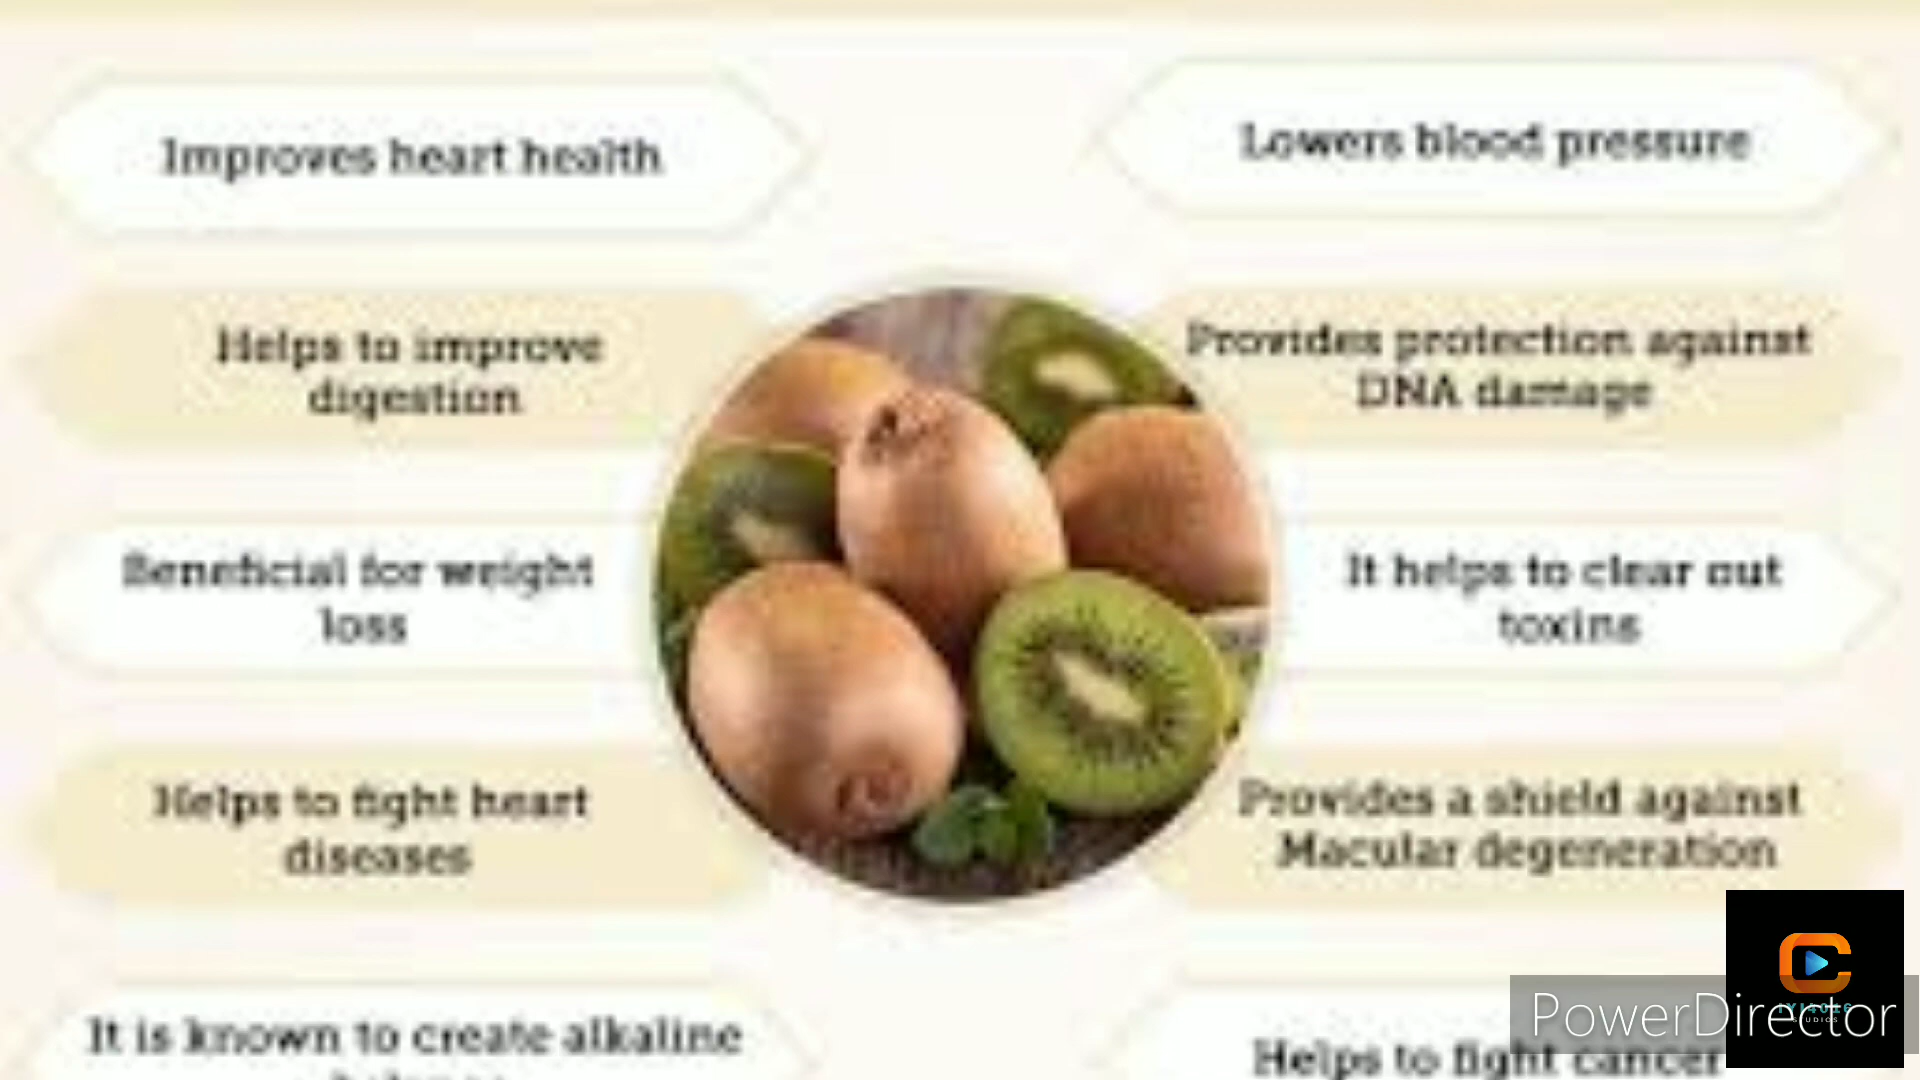 Improves heart health
Lowers blood pressure
Helps to improve
digestion
Provides protection against
DNA damage
Beneficial for weight
loss
It helps to clear out
toxins
Helps to fight heart
diseases
Provides a shield against
Macular degeneration
It is known to create alkaline
Helps to fight cancer
PowerDirector